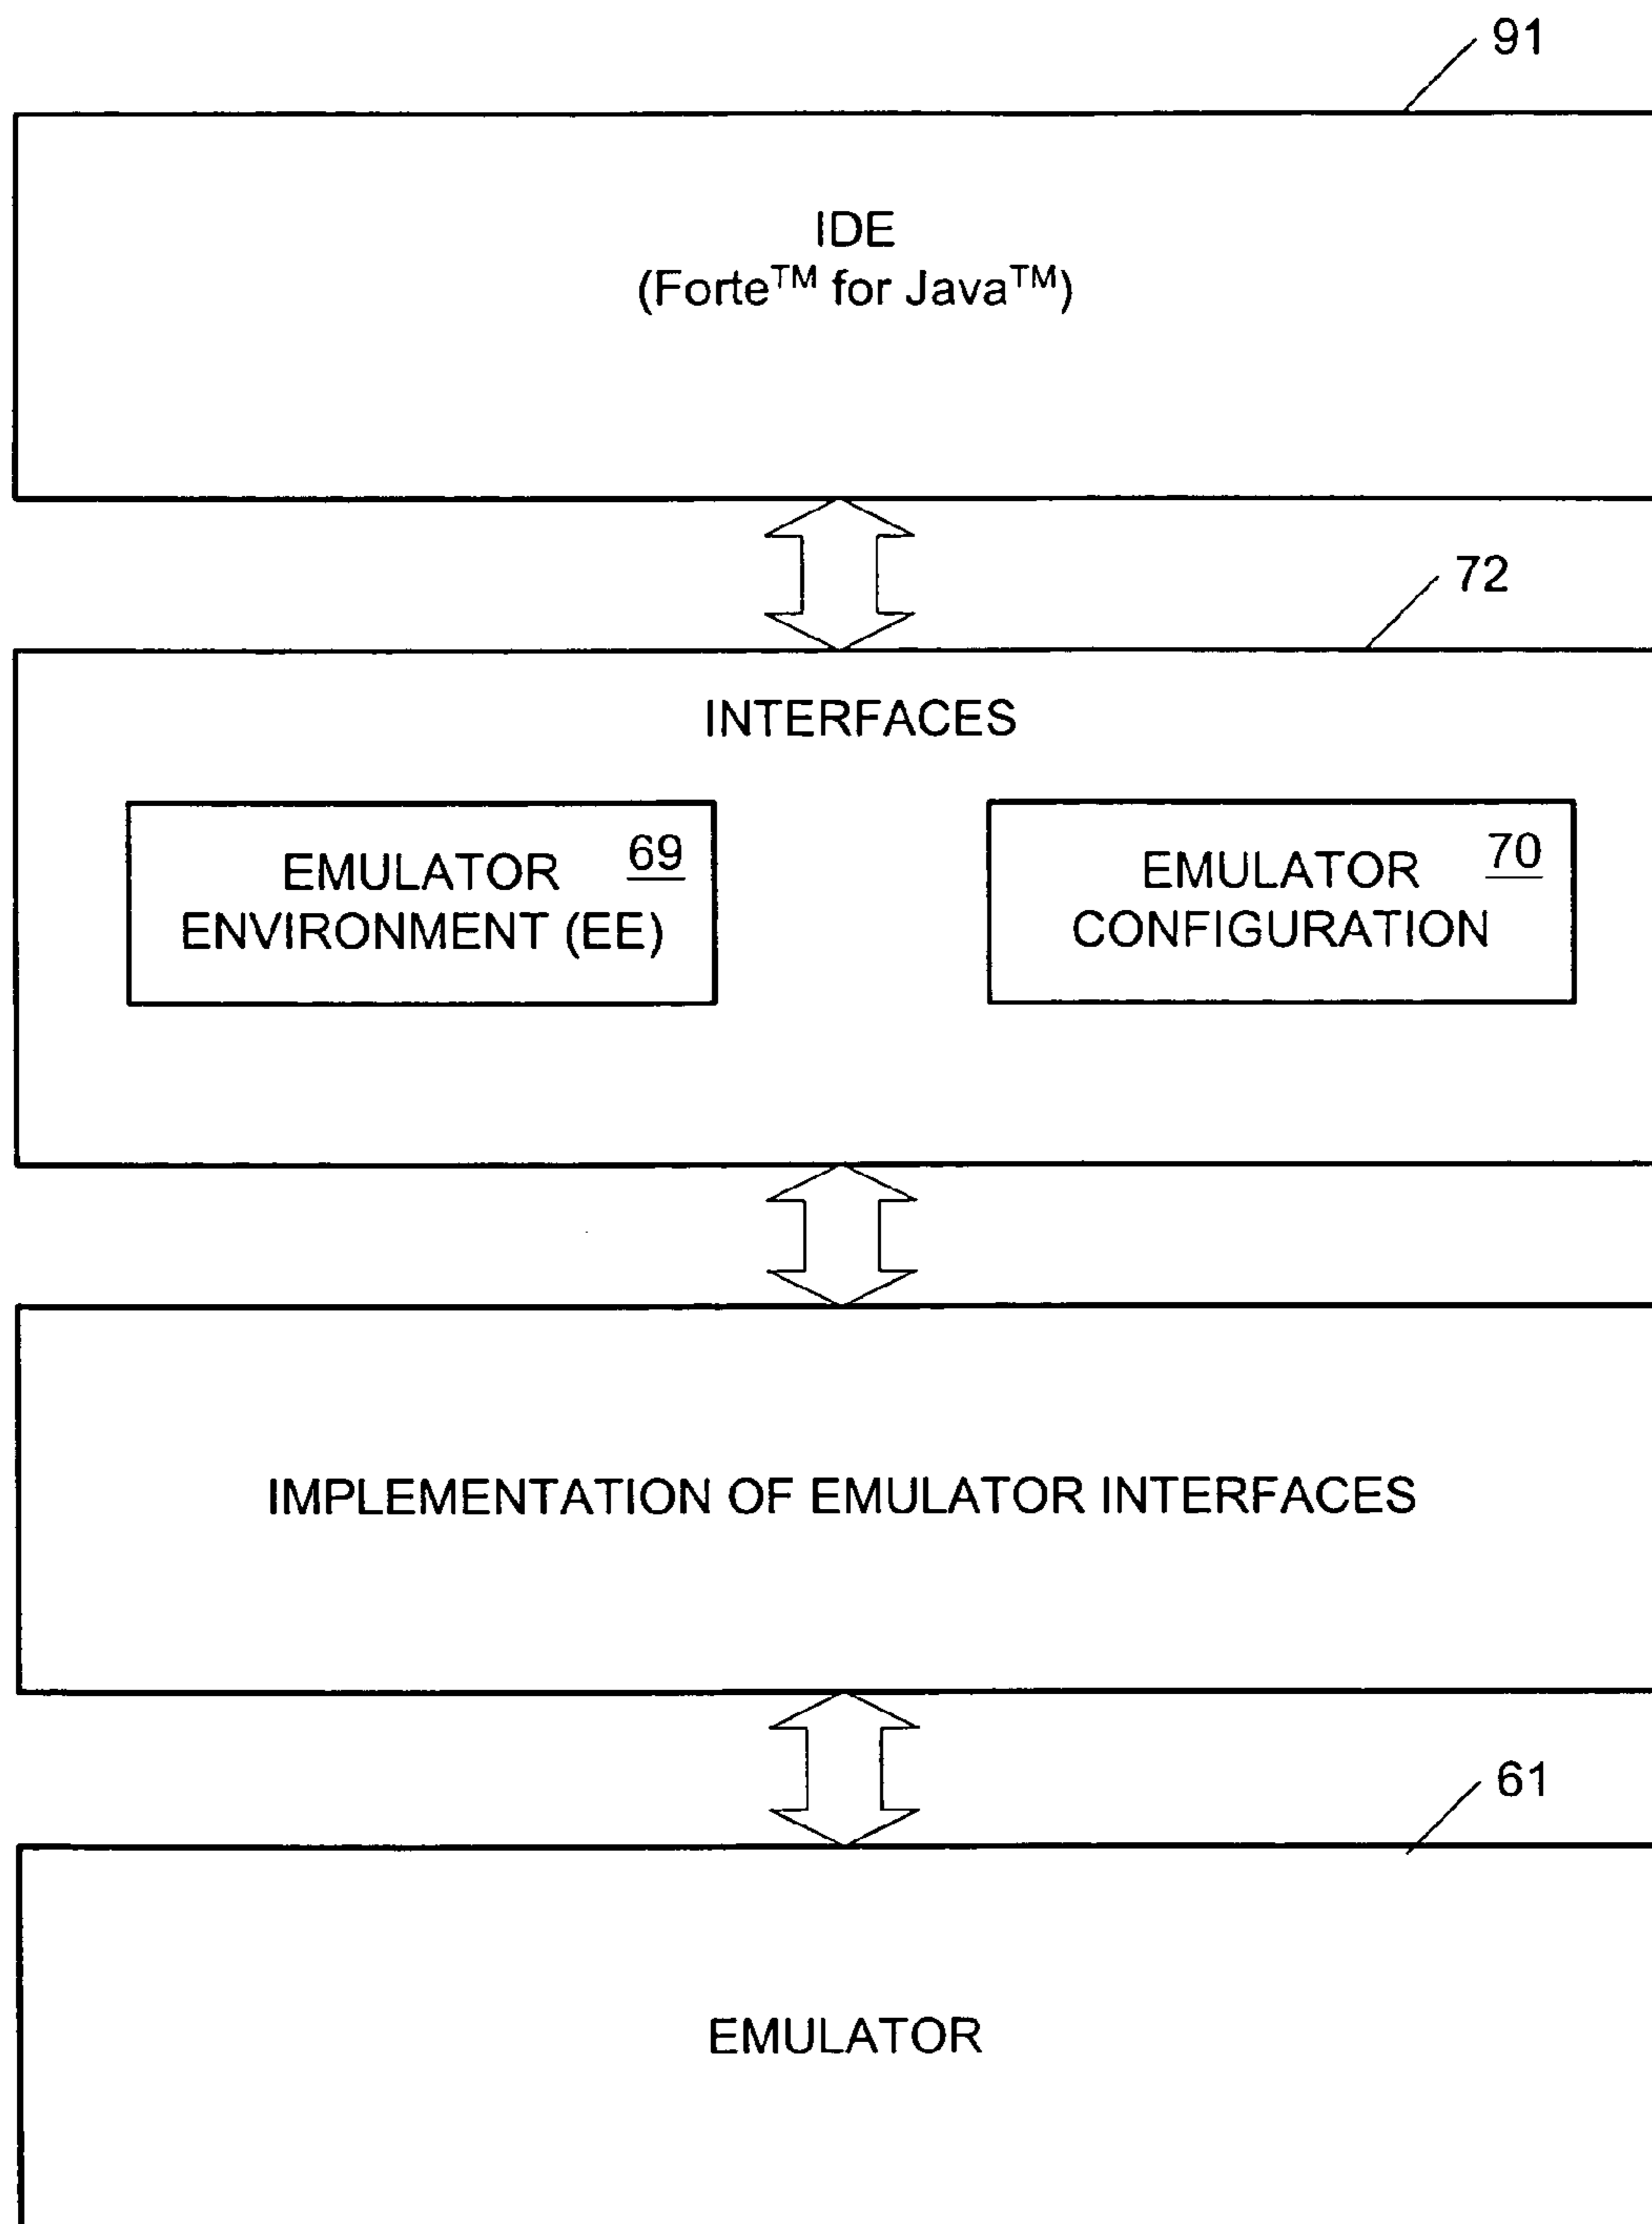 91
IDE
(Forte™ for Java™)
72
INTERFACES
EMULATOR 69
ENVIRONMENT (EE)
EMULATOR 70
CONFIGURATION
IMPLEMENTATION OF EMULATOR INTERFACES
61
EMULATOR